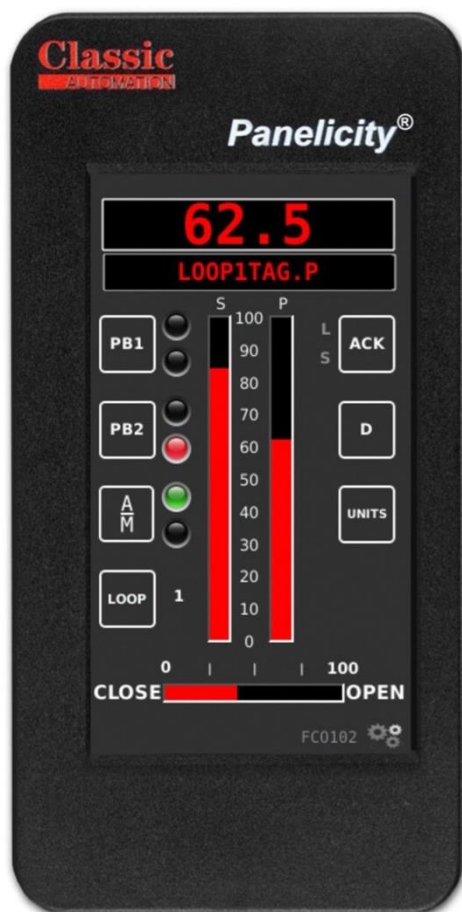 Classic
AUTOMATION
Panelicity®
62.5
LOOP1TAG.P
S P
100
90
80
70
60
50
40
30
20
10
0
PB1
PB2
A
M
LOOP 1
L
S
ACK
D
UNITS
0 100
CLOSE OPEN
FC0102